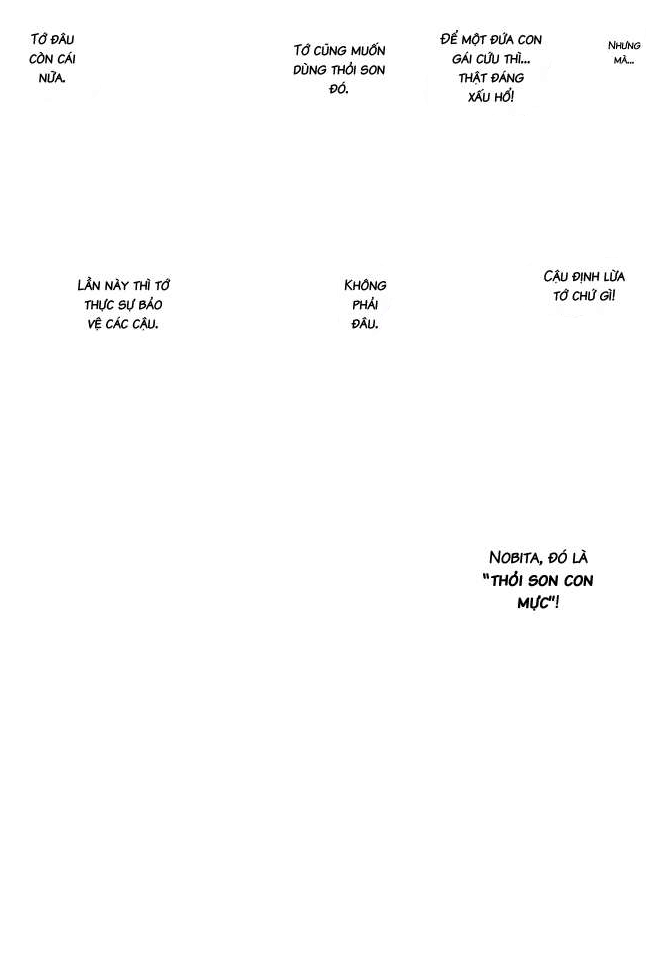 Nhưng
mà...
Để một đứa con
gái cứu thì...
thật đáng
xấu hổ!
Tớ cũng muốn
dùng thỏi son
đó.
Tớ đâu
còn cái
nữa.
Cậu định lừa
tớ chứ gì!
Không
phải
đâu.
Lần này thì tớ
thực sự bảo
vệ các cậu.
Nobita, đó là
"thỏi son con
mực"!